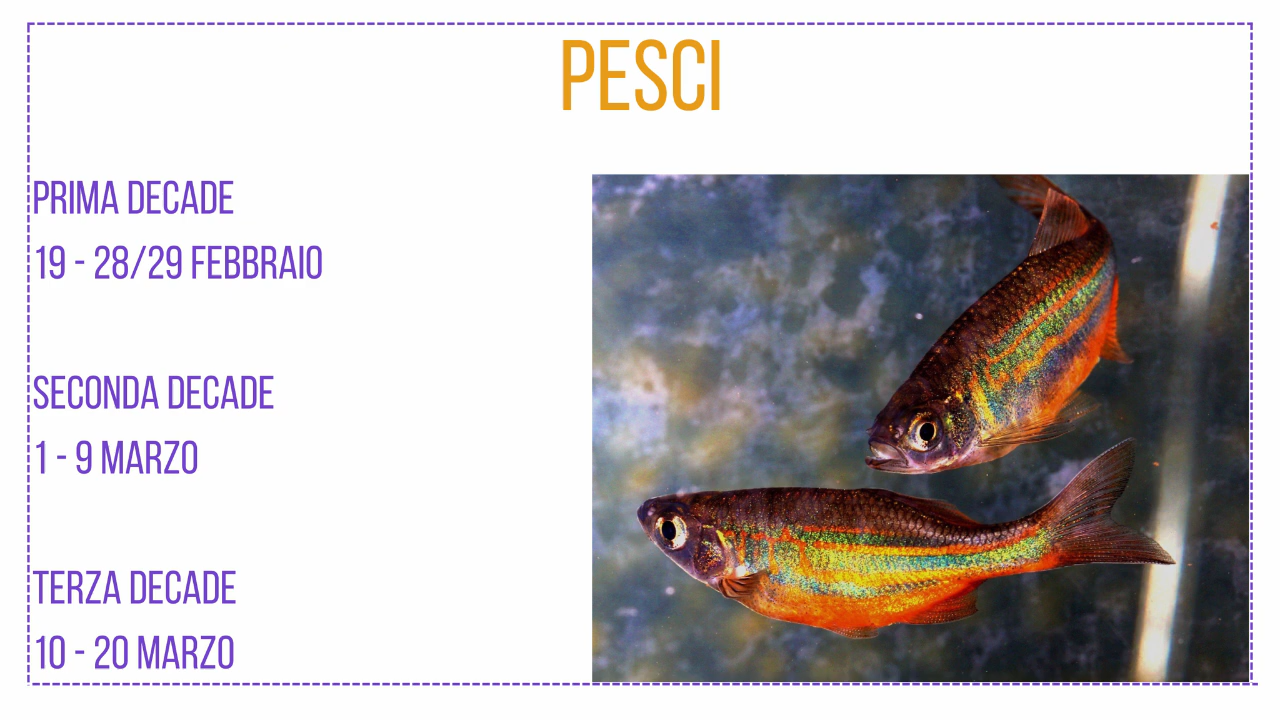 PESCI
PRIMA DECADE
19 - 28/29 FEBBRAIO
SECONDA DECADE
1 - 9 MARZO
TERZA DECADE
10 - 20 MARZO